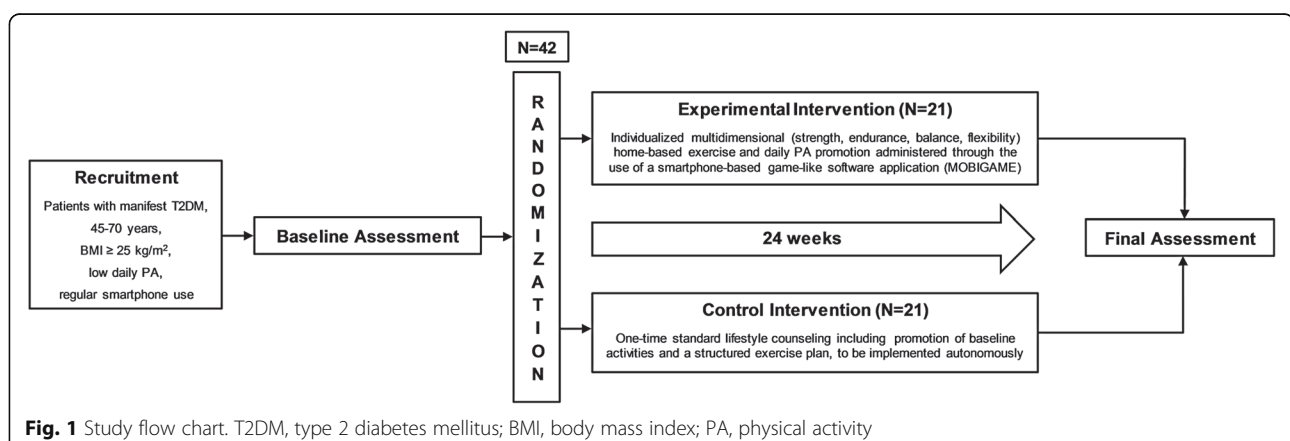 N=42
RANDOMIZATION
Recruitment
Patients with manifest T2DM,
45-70 years,
BMI ≥ 25 kg/m²,
low daily PA,
regular smartphone use
Baseline Assessment
Experimental Intervention (N=21)
Individualized multidimensional (strength, endurance, balance, flexibility)
home-based exercise and daily PA promotion administered through the
use of a smartphone-based game-like software application (MOBIGAME)
24 weeks
Control Intervention (N=21)
One-time standard lifestyle counseling including promotion of baseline
activities and a structured exercise plan, to be implemented autonomously
Final Assessment
Fig. 1 Study flow chart. T2DM, type 2 diabetes mellitus; BMI, body mass index; PA, physical activity